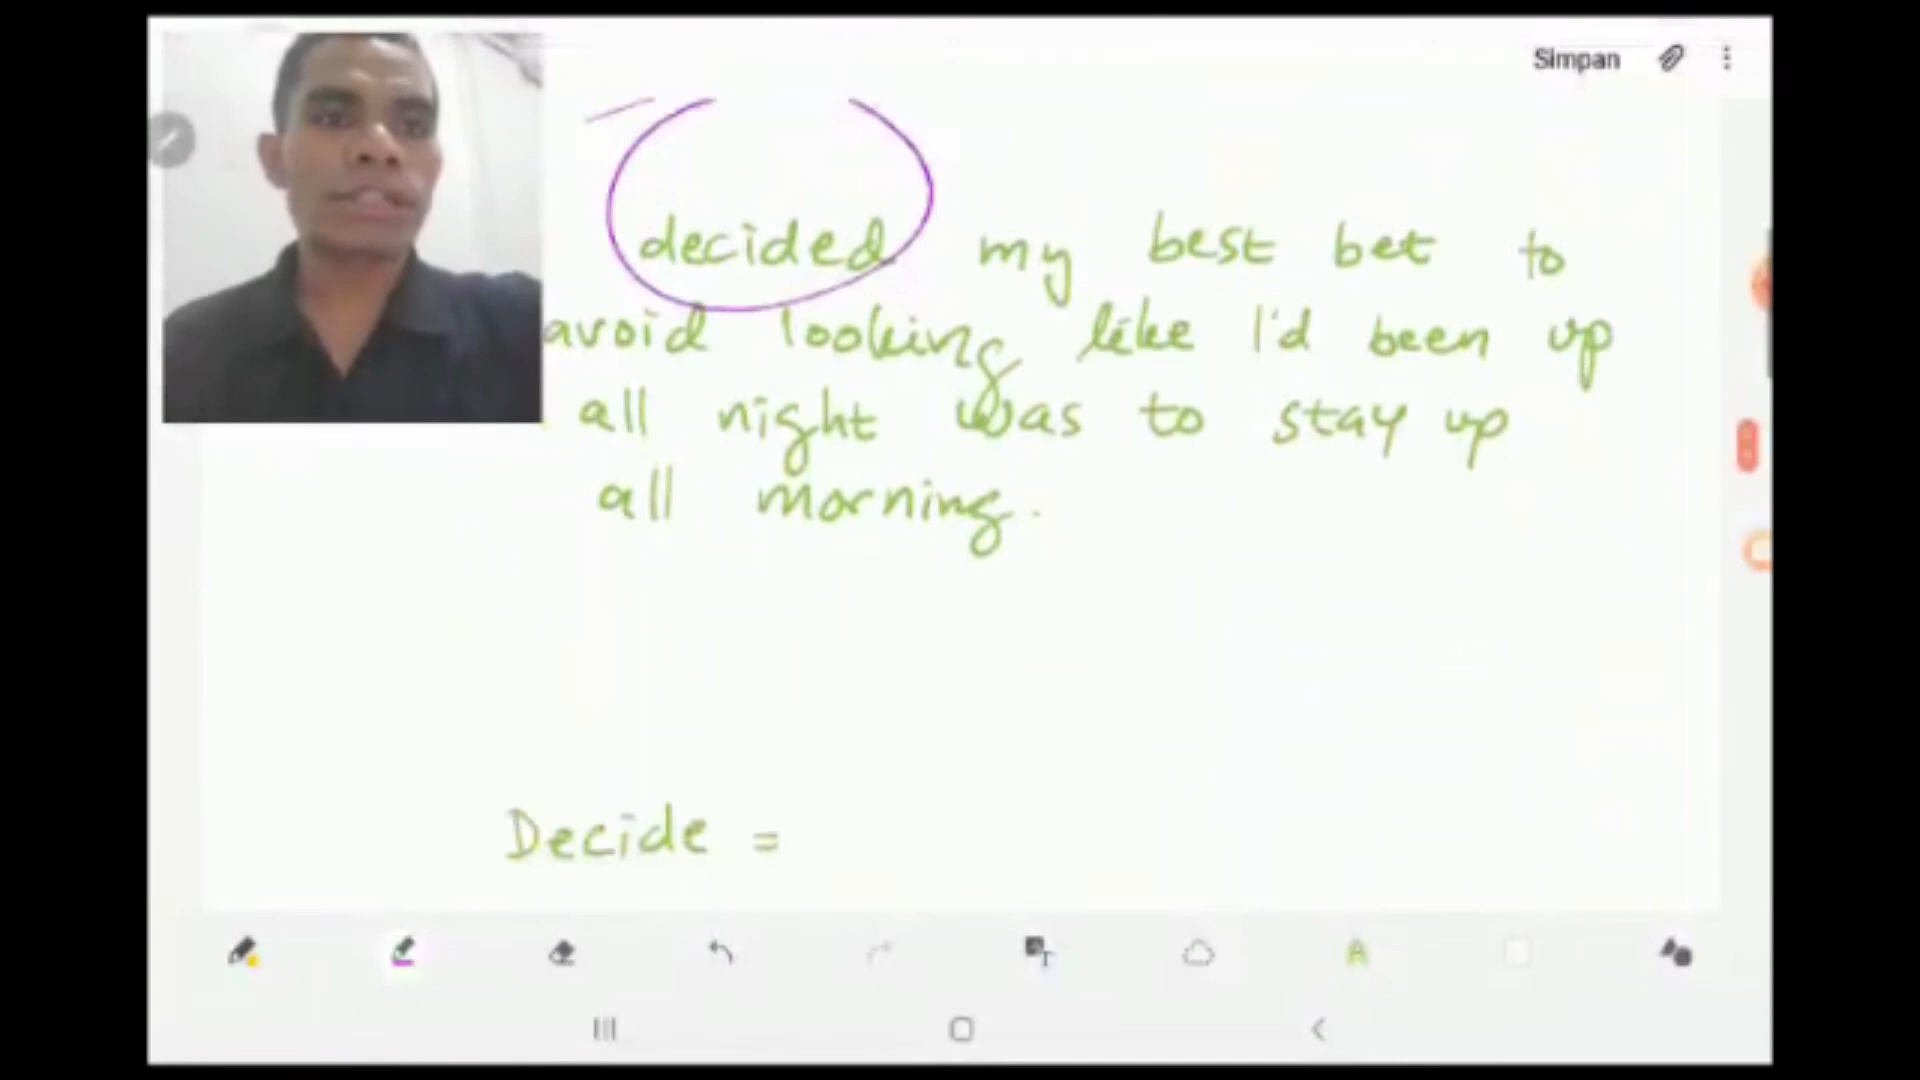 Simpan
decided my best bet to
avoid looking like I'd been up
all night was to stay up
all morning.
Decide =